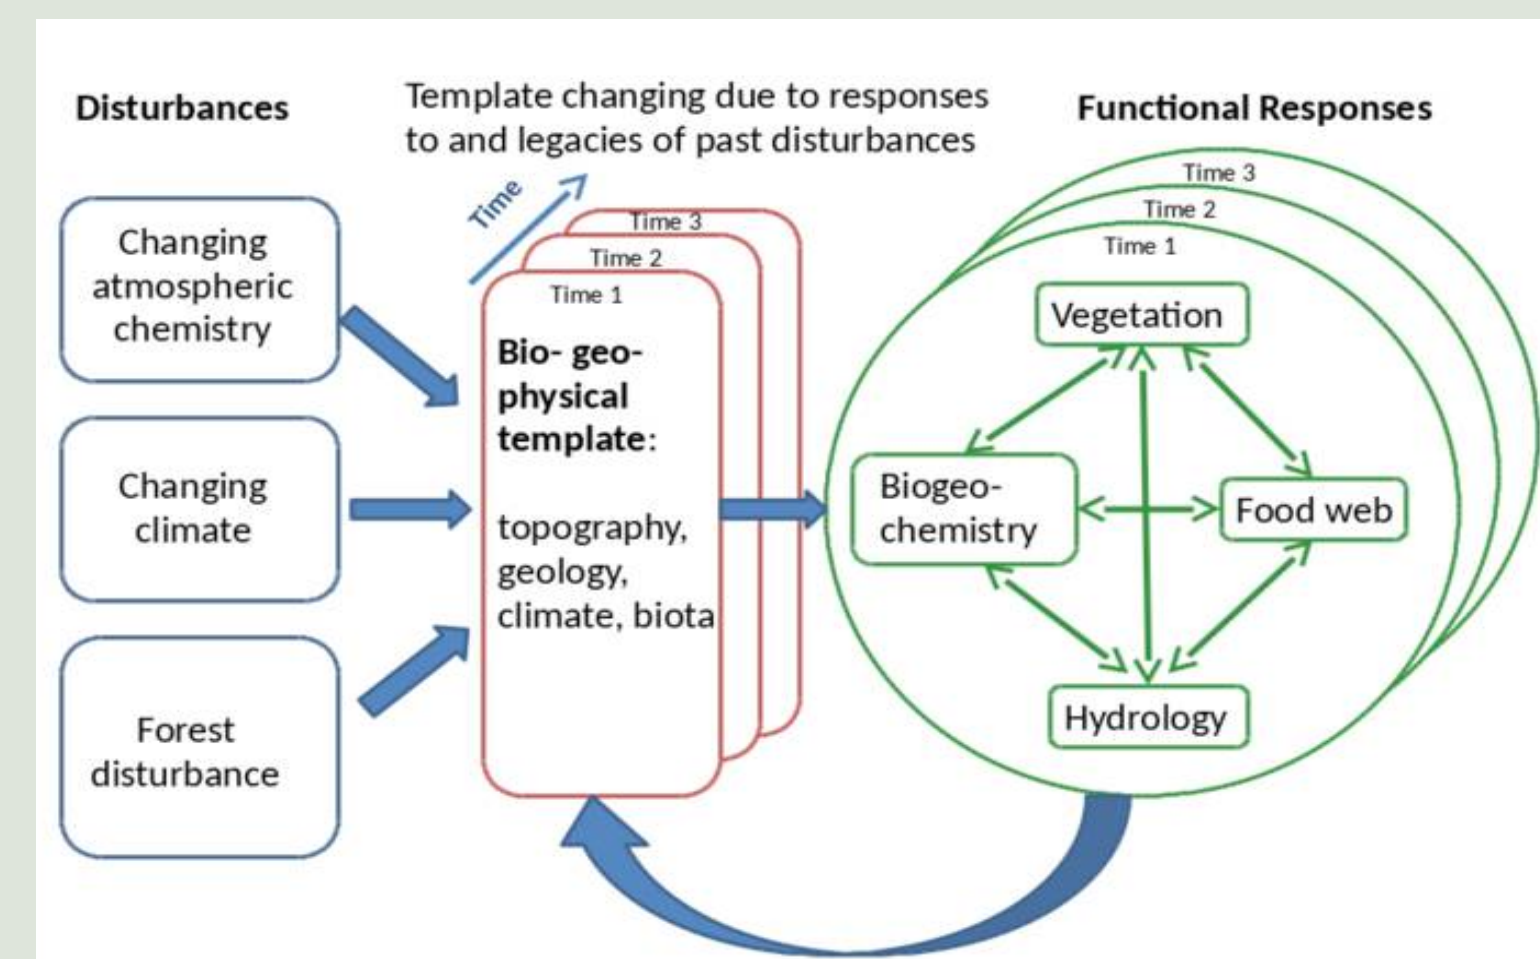 Disturbances
Template changing due to responses
to and legacies of past disturbances
Functional Responses
Changing
atmospheric
chemistry
Changing
climate
Forest
disturbance
Time
Time 3
Time 2
Time 1
Bio- geo-
physical
template:
topography,
geology,
climate, biota
Time 3
Time 2
Time 1
Vegetation
Biogeo-
chemistry
Food web
Hydrology